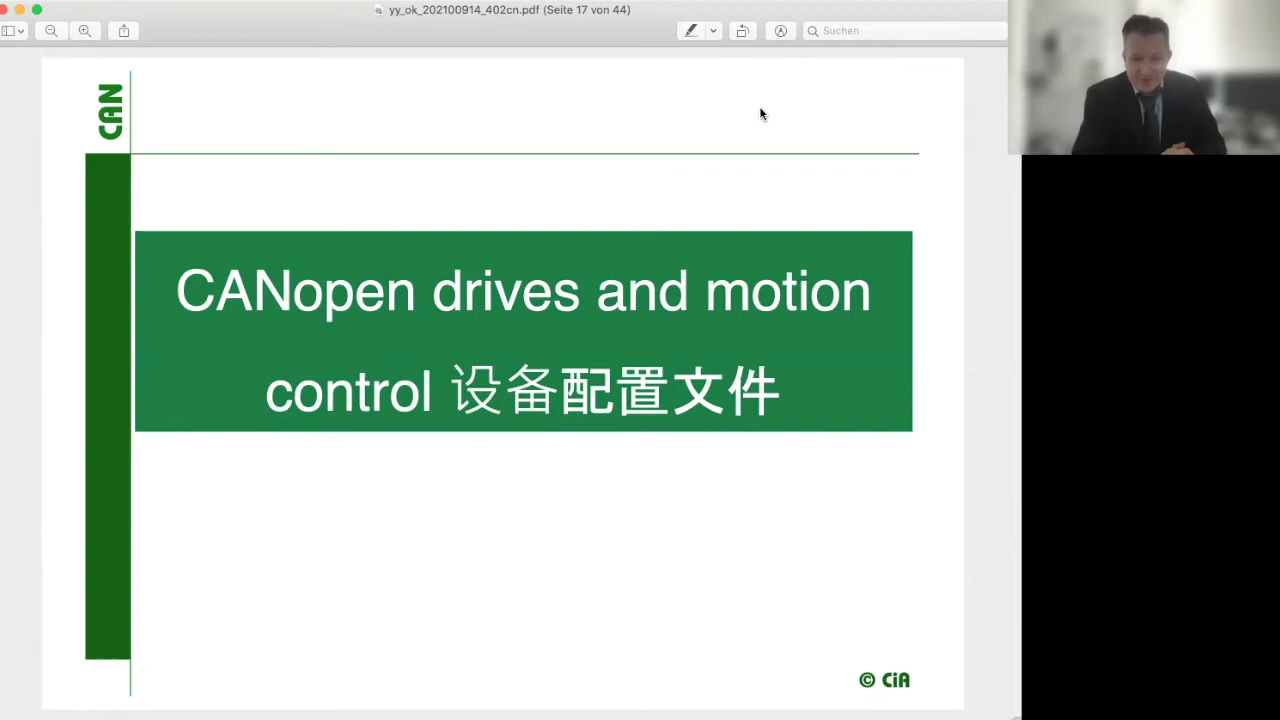 yy_ok_202100914_402cn.pdf (Seite 17 von 44)
Suchen
CAN
CANopen drives and motion
control 设备配置文件
© CiA